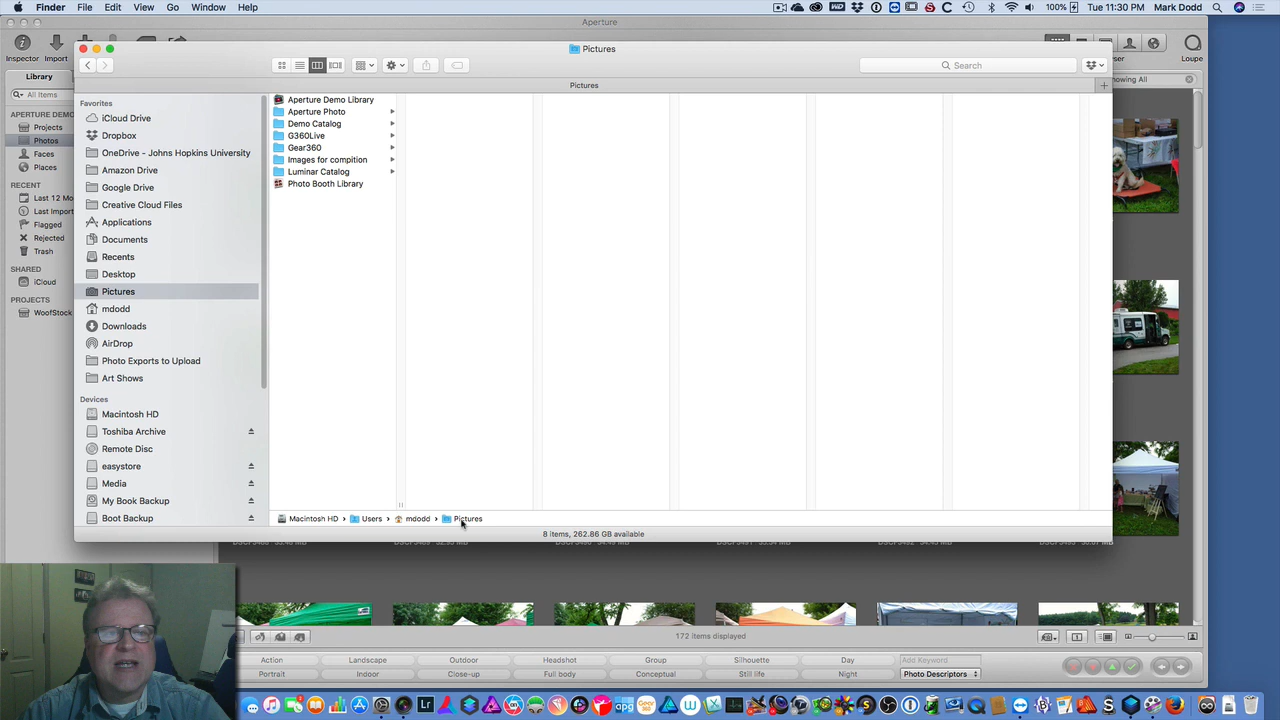 Finder File Edit View Go Window Help 100% Tue 11:30 PM Mark Dodd
Aperture
Inspector Import Loupe
Pictures
Search
Library
Showing All
Pictures
All Items
APERTURE DEMO
Projects
Photos
Faces
Places
RECENT
Last 12 Mo
Last Import
Flagged
Rejected
Trash
SHARED
iCloud
PROJECTS
WoofStock
Favorites
iCloud Drive
Dropbox
OneDrive - Johns Hopkins University
Amazon Drive
Google Drive
Creative Cloud Files
Applications
Documents
Recents
Desktop
Pictures
mdodd
Downloads
AirDrop
Photo Exports to Upload
Art Shows
Devices
Macintosh HD
Toshiba Archive
Remote Disc
easystore
Media
My Book Backup
Boot Backup
Aperture Demo Library
Aperture Photo
Demo Catalog
G360Live
Gear360
Images for compition
Luminar Catalog
Photo Booth Library
Macintosh HD Users mdodd Pictures
8 items, 262.86 GB available
172 items displayed
Action Landscape Outdoor Headshot Group Silhouette Day Add Keyword
Portrait Indoor Close-up Full body Conceptual Still life Night Photo Descriptors